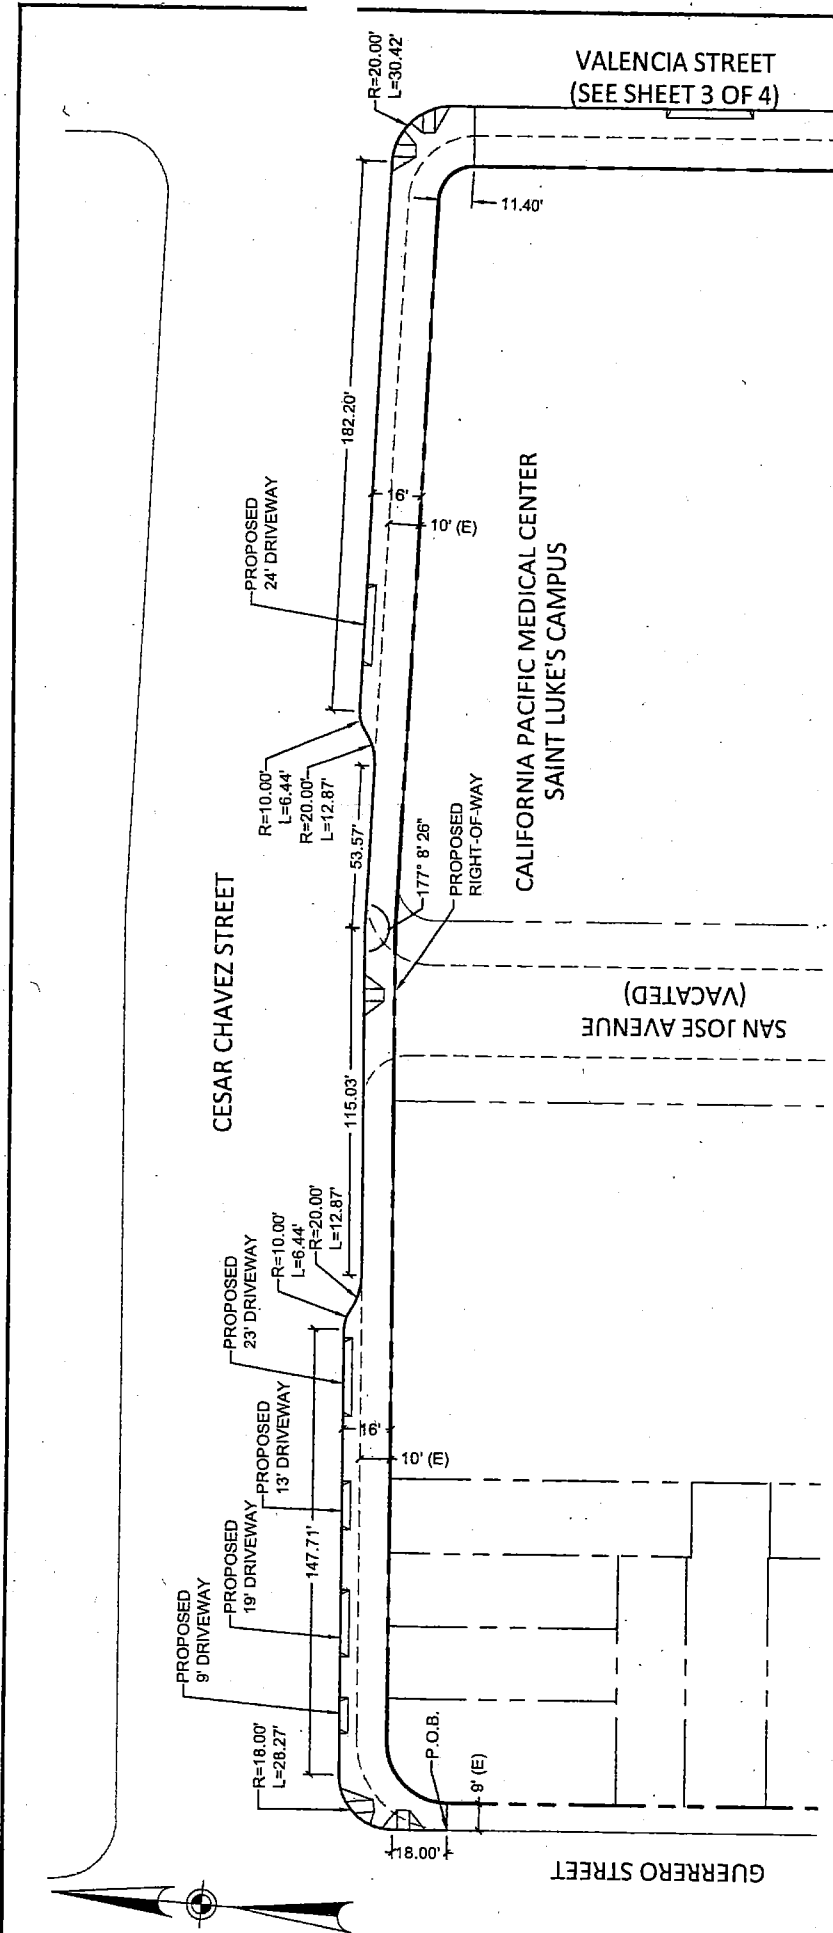 VALENCIA STREET
(SEE SHEET 3 OF 4)
R=20.00'
L=30.42'
11.40'
182.20'
PROPOSED
24' DRIVEWAY
16'
10' (E)
CALIFORNIA PACIFIC MEDICAL CENTER
SAINT LUKE'S CAMPUS
R=10.00'
L=6.44'
R=20.00'
L=12.87'
53.57'
177° 8' 26"
PROPOSED
RIGHT-OF-WAY
CESAR CHAVEZ STREET
SAN JOSE AVENUE
(VACATED)
115.03'
R=10.00'
L=6.44'
R=20.00'
L=12.87'
PROPOSED
23' DRIVEWAY
16'
10' (E)
PROPOSED
13' DRIVEWAY
147.71'
PROPOSED
19' DRIVEWAY
PROPOSED
9' DRIVEWAY
R=18.00'
L=28.27'
P.O.B.
9' (E)
18.00'
GUERRERO STREET